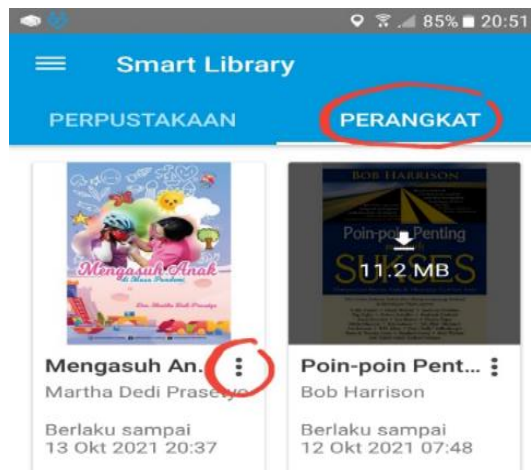 85% 20:51
Smart Library
PERPUSTAKAAN PERANGKAT
Mengasuh Anak
di Masa Pandemi
BOB HARRISON
Poin-poin Penting
SUKSES
11.2 MB
Mengasuh An...
Martha Dedi Prasetyo
Berlaku sampai
13 Okt 2021 20:37
Poin-poin Pent...
Bob Harrison
Berlaku sampai
12 Okt 2021 07:48